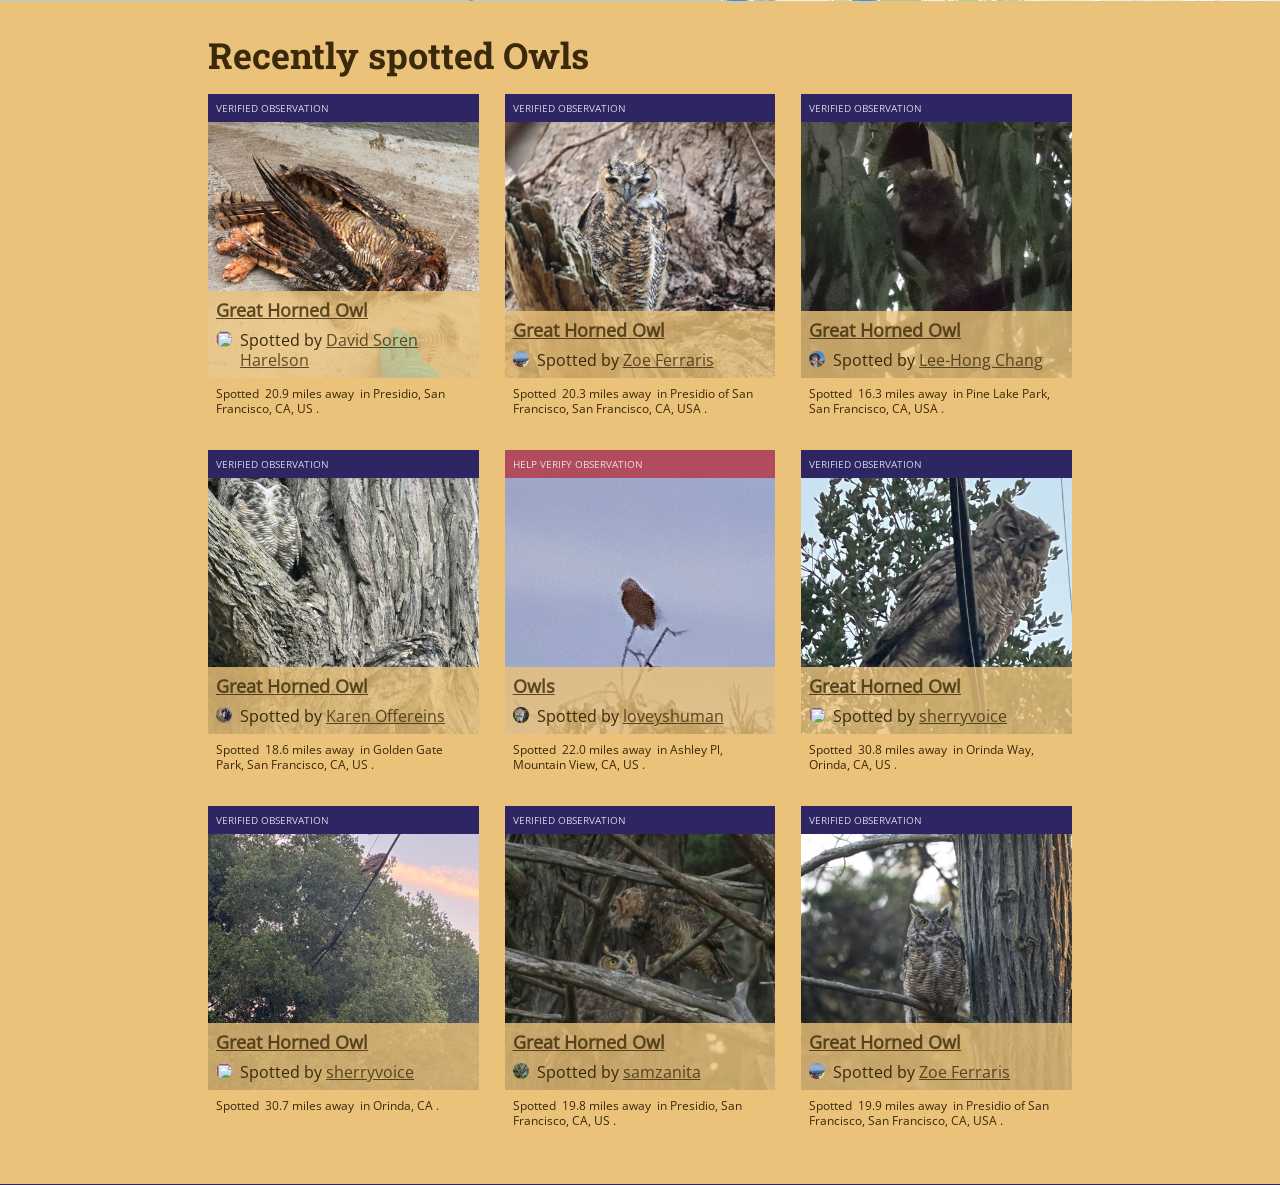 Recently spotted Owls
VERIFIED OBSERVATION
Great Horned Owl
Spotted by David Soren
Harelson
Spotted 20.9 miles away in Presidio, San
Francisco, CA, US .
VERIFIED OBSERVATION
Great Horned Owl
Spotted by Zoe Ferraris
Spotted 20.3 miles away in Presidio of San
Francisco, San Francisco, CA, USA .
VERIFIED OBSERVATION
Great Horned Owl
Spotted by Lee-Hong Chang
Spotted 16.3 miles away in Pine Lake Park,
San Francisco, CA, USA .
VERIFIED OBSERVATION
Great Horned Owl
Spotted by Karen Offereins
Spotted 18.6 miles away in Golden Gate
Park, San Francisco, CA, US .
HELP VERIFY OBSERVATION
Owls
Spotted by loveyshuman
Spotted 22.0 miles away in Ashley Pl,
Mountain View, CA, US .
VERIFIED OBSERVATION
Great Horned Owl
Spotted by sherryvoice
Spotted 30.8 miles away in Orinda Way,
Orinda, CA, US .
VERIFIED OBSERVATION
Great Horned Owl
Spotted by sherryvoice
Spotted 30.7 miles away in Orinda, CA .
VERIFIED OBSERVATION
Great Horned Owl
Spotted by samzanita
Spotted 19.8 miles away in Presidio, San
Francisco, CA, US .
VERIFIED OBSERVATION
Great Horned Owl
Spotted by Zoe Ferraris
Spotted 19.9 miles away in Presidio of San
Francisco, San Francisco, CA, USA .